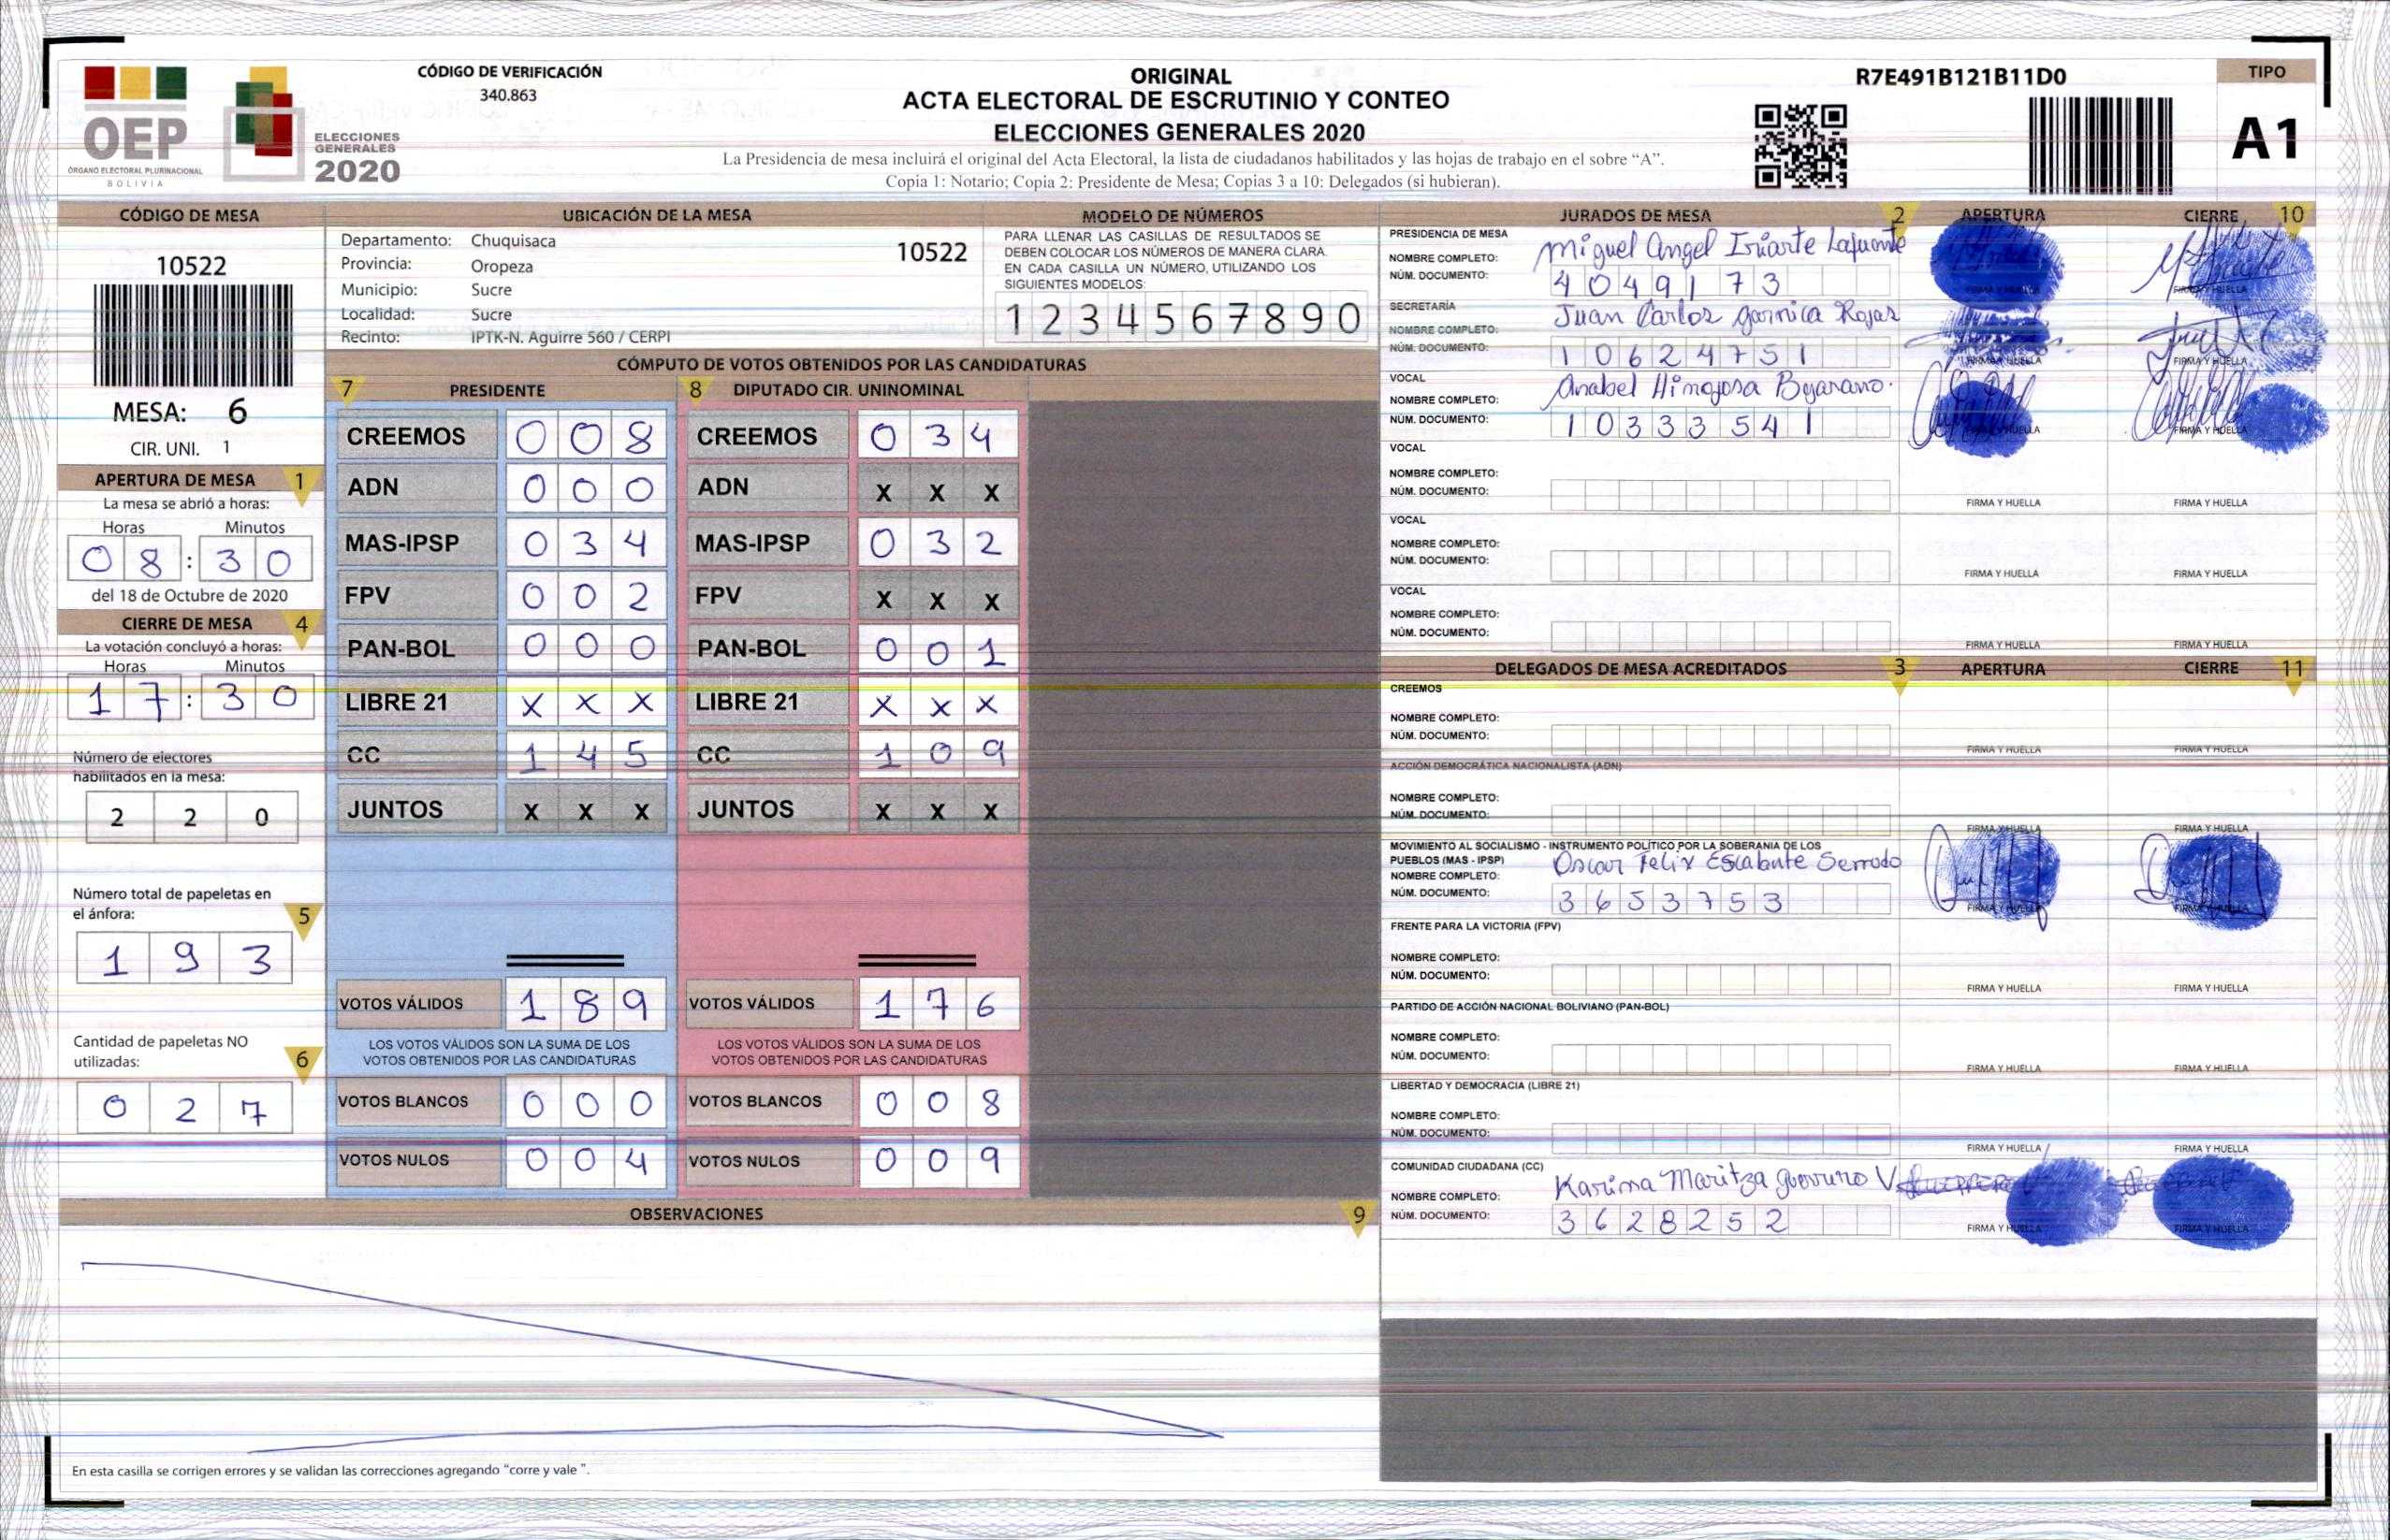 OEP
ÓRGANO ELECTORAL PLURINACIONAL
BOLIVIA
ELECCIONES
GENERALES
2020
CÓDIGO DE VERIFICACIÓN
340.863
ORIGINAL
ACTA ELECTORAL DE ESCRUTINIO Y CONTEO
ELECCIONES GENERALES 2020
La Presidencia de mesa incluirá el original del Acta Electoral, la lista de ciudadanos habilitados y las hojas de trabajo en el sobre “A”.
Copia 1: Notario; Copia 2: Presidente de Mesa; Copias 3 a 10: Delegados (si hubieran).
R7E491B121B11D0
TIPO
A1
CÓDIGO DE MESA
10522
MESA: 6
CIR. UNI. 1
APERTURA DE MESA 1
La mesa se abrió a horas:
Horas Minutos
08:30
del 18 de Octubre de 2020
CIERRE DE MESA 4
La votación concluyó a horas:
Horas Minutos
17:30
Número de electores
habilitados en la mesa:
2 2 0
Número total de papeletas en
el ánfora: 5
1 9 3
Cantidad de papeletas NO
utilizadas: 6
0 2 7
UBICACIÓN DE LA MESA
Departamento: Chuquisaca 10522
Provincia: Oropeza
Municipio: Sucre
Localidad: Sucre
Recinto: IPTK-N. Aguirre 560 / CERPI
MODELO DE NÚMEROS
PARA LLENAR LAS CASILLAS DE RESULTADOS SE
DEBEN COLOCAR LOS NÚMEROS DE MANERA CLARA.
EN CADA CASILLA UN NÚMERO, UTILIZANDO LOS
SIGUIENTES MODELOS:
1 2 3 4 5 6 7 8 9 0
CÓMPUTO DE VOTOS OBTENIDOS POR LAS CANDIDATURAS
7 PRESIDENTE 8 DIPUTADO CIR. UNINOMINAL
CREEMOS 0 0 8 CREEMOS 0 3 4
ADN 0 0 0 ADN X X X
MAS-IPSP 0 3 4 MAS-IPSP 0 3 2
FPV 0 0 2 FPV X X X
PAN-BOL 0 0 0 PAN-BOL 0 0 1
LIBRE 21 X X X LIBRE 21 X X X
CC 1 4 5 CC 1 0 9
JUNTOS X X X JUNTOS X X X
VOTOS VÁLIDOS 1 8 9 VOTOS VÁLIDOS 1 7 6
LOS VOTOS VÁLIDOS SON LA SUMA DE LOS LOS VOTOS VÁLIDOS SON LA SUMA DE LOS
VOTOS OBTENIDOS POR LAS CANDIDATURAS VOTOS OBTENIDOS POR LAS CANDIDATURAS
VOTOS BLANCOS 0 0 0 VOTOS BLANCOS 0 0 8
VOTOS NULOS 0 0 4 VOTOS NULOS 0 0 9
OBSERVACIONES 9
En esta casilla se corrigen errores y se validan las correcciones agregando “corre y vale ”.
JURADOS DE MESA 2 APERTURA CIERRE 10
PRESIDENCIA DE MESA
NOMBRE COMPLETO: Miguel Angel Iriarte Lafuente
NÚM. DOCUMENTO: 4049173
FIRMA Y HUELLA FIRMA Y HUELLA
SECRETARÍA
NOMBRE COMPLETO: Juan Carlos Garnica Rojas
NÚM. DOCUMENTO: 10624751
FIRMA Y HUELLA FIRMA Y HUELLA
VOCAL
NOMBRE COMPLETO: Anabel Hinojosa Bejarano.
NÚM. DOCUMENTO: 10333541
FIRMA Y HUELLA FIRMA Y HUELLA
VOCAL
NOMBRE COMPLETO:
NÚM. DOCUMENTO:
FIRMA Y HUELLA FIRMA Y HUELLA
VOCAL
NOMBRE COMPLETO:
NÚM. DOCUMENTO:
FIRMA Y HUELLA FIRMA Y HUELLA
VOCAL
NOMBRE COMPLETO:
NÚM. DOCUMENTO:
FIRMA Y HUELLA FIRMA Y HUELLA
DELEGADOS DE MESA ACREDITADOS 3 APERTURA CIERRE 11
CREEMOS
NOMBRE COMPLETO:
NÚM. DOCUMENTO:
FIRMA Y HUELLA FIRMA Y HUELLA
ACCIÓN DEMOCRÁTICA NACIONALISTA (ADN)
NOMBRE COMPLETO:
NÚM. DOCUMENTO:
FIRMA Y HUELLA FIRMA Y HUELLA
MOVIMIENTO AL SOCIALISMO - INSTRUMENTO POLÍTICO POR LA SOBERANIA DE LOS
PUEBLOS (MAS - IPSP)
NOMBRE COMPLETO: Oscar Felix Escalante Serrudo
NÚM. DOCUMENTO: 3653753
FIRMA Y HUELLA FIRMA Y HUELLA
FRENTE PARA LA VICTORIA (FPV)
NOMBRE COMPLETO:
NÚM. DOCUMENTO:
FIRMA Y HUELLA FIRMA Y HUELLA
PARTIDO DE ACCIÓN NACIONAL BOLIVIANO (PAN-BOL)
NOMBRE COMPLETO:
NÚM. DOCUMENTO:
FIRMA Y HUELLA FIRMA Y HUELLA
LIBERTAD Y DEMOCRACIA (LIBRE 21)
NOMBRE COMPLETO:
NÚM. DOCUMENTO:
FIRMA Y HUELLA FIRMA Y HUELLA
COMUNIDAD CIUDADANA (CC)
NOMBRE COMPLETO: Karima Maritza Guerrero V
NÚM. DOCUMENTO: 3628252
FIRMA Y HUELLA FIRMA Y HUELLA